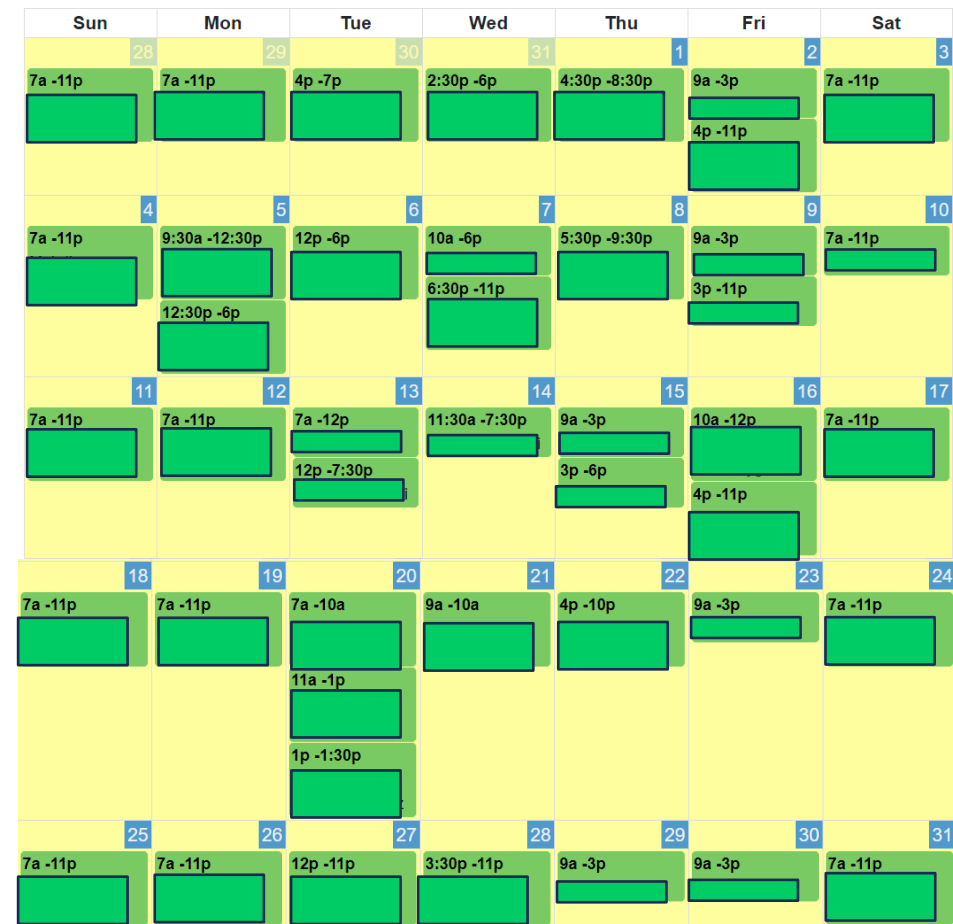 Sun Mon Tue Wed Thu Fri Sat
28 29 30 31 1 2 3
7a -11p 7a -11p 4p -7p 2:30p -6p 4:30p -8:30p 9a -3p 7a -11p
4p -11p
4 5 6 7 8 9 10
7a -11p 9:30a -12:30p 12p -6p 10a -6p 5:30p -9:30p 9a -3p 7a -11p
6:30p -11p 3p -11p
12:30p -6p
11 12 13 14 15 16 17
7a -11p 7a -11p 7a -12p 11:30a -7:30p 9a -3p 10a -12p 7a -11p
12p -7:30p 3p -6p
4p -11p
18 19 20 21 22 23 24
7a -11p 7a -11p 7a -10a 9a -10a 4p -10p 9a -3p 7a -11p
11a -1p
1p -1:30p
25 26 27 28 29 30 31
7a -11p 7a -11p 12p -11p 3:30p -11p 9a -3p 9a -3p 7a -11p